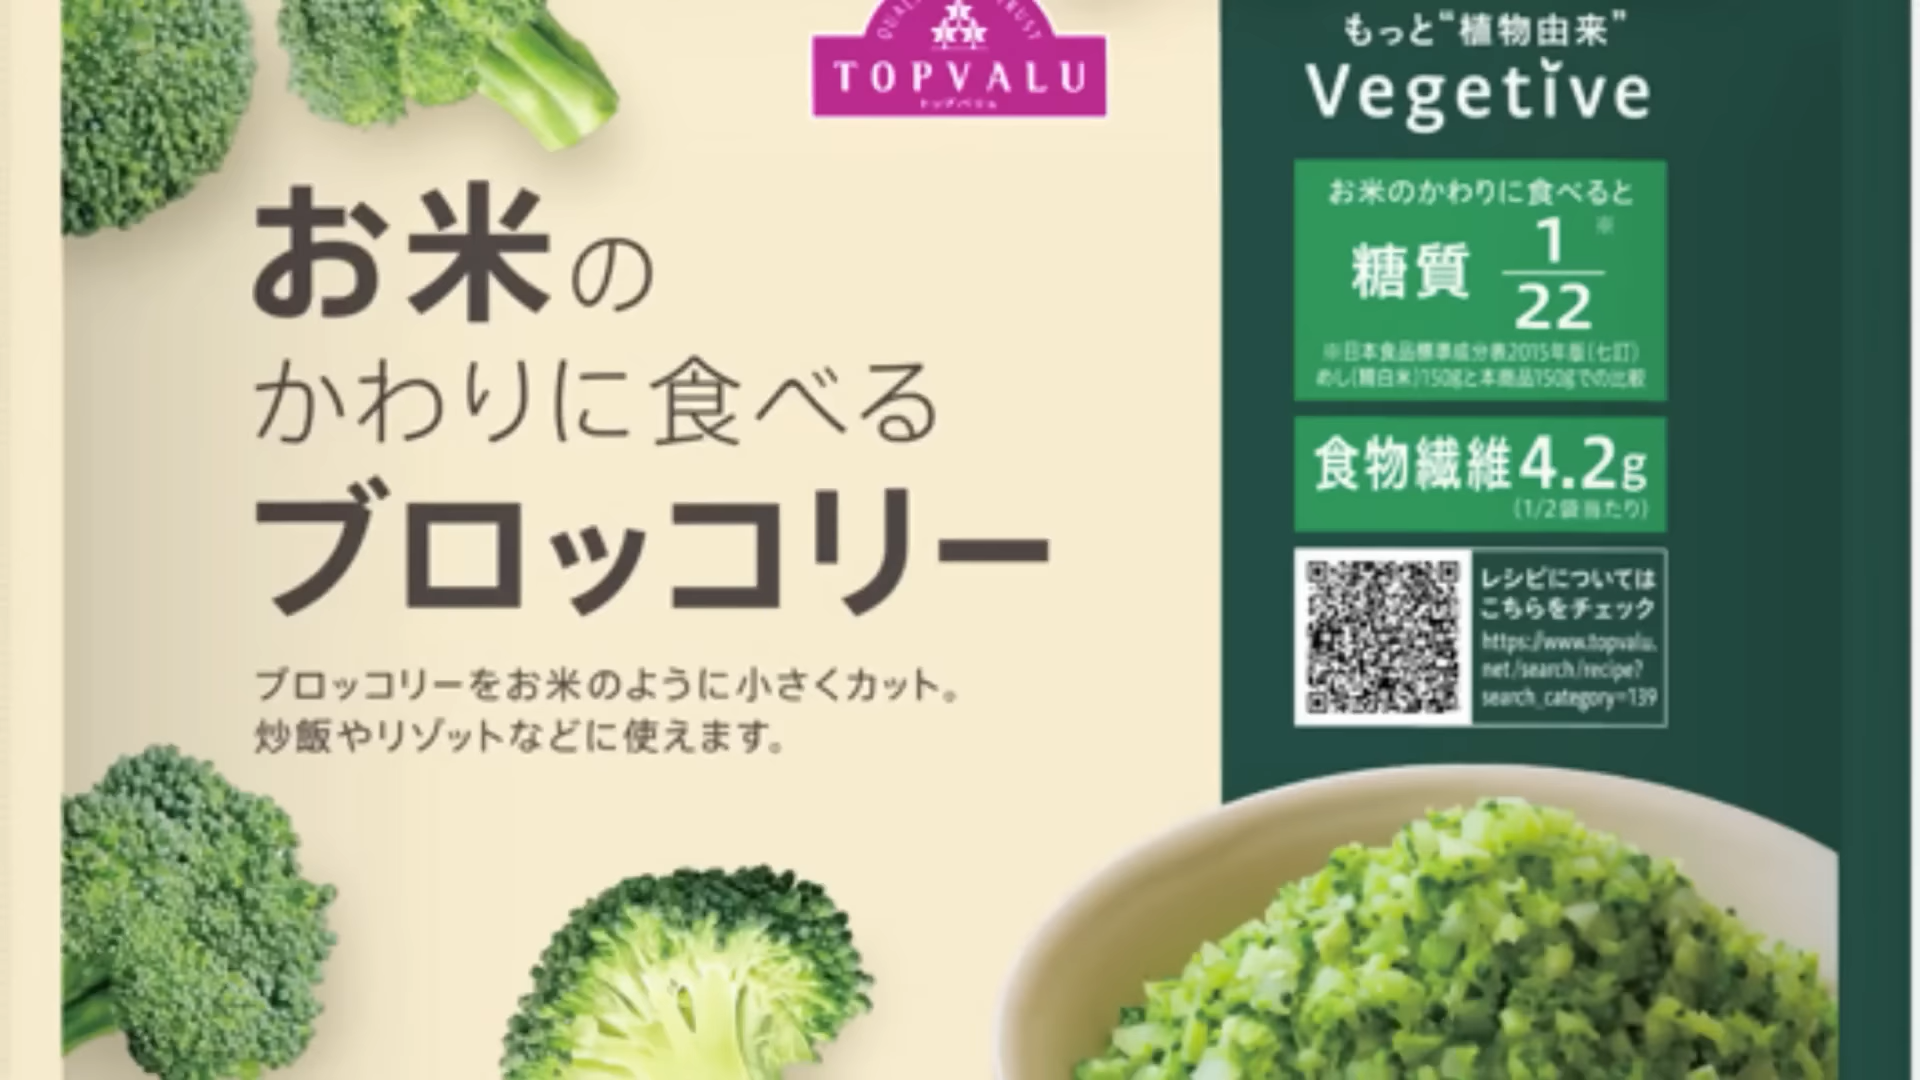 QUAL TRUST
TOPVALU
トップバリュ
お米の
かわりに食べる
ブロッコリー
ブロッコリーをお米のように小さくカット。
炒飯やリゾットなどに使えます。
もっと“植物由来”
Vegetive
お米のかわりに食べると
糖質 1/22 ※
※日本食品標準成分表2015年版(七訂)
めし(精白米)150gと本商品150gでの比較
食物繊維4.2g
(1/2袋当たり)
レシピについては
こちらをチェック
https://www.topvalu.
net/search/recipe?
search_category=139